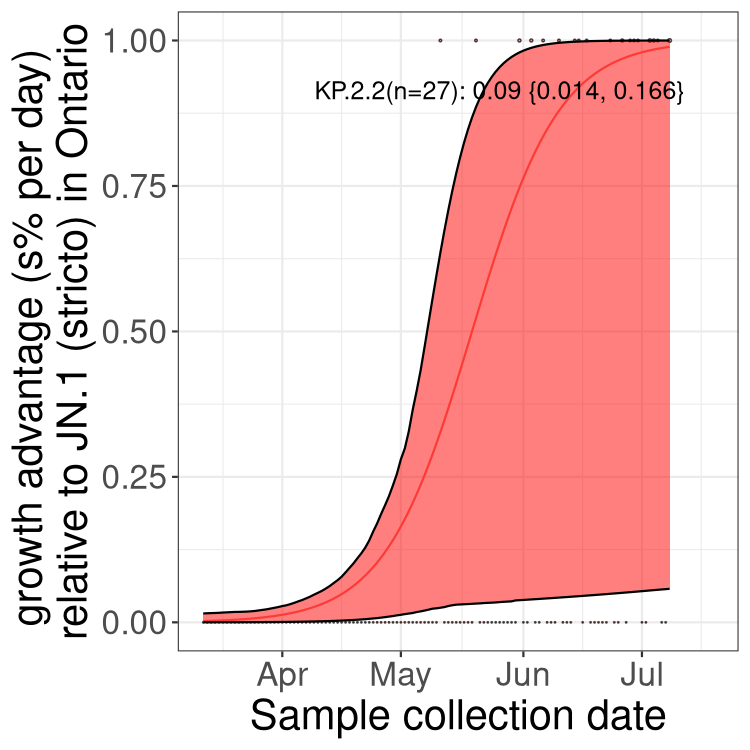 growth advantage (s% per day)
relative to JN.1 (stricto) in Ontario
1.00
0.75
0.50
0.25
0.00
KP.2.2(n=27): 0.09 {0.014, 0.166}
Apr May Jun Jul
Sample collection date